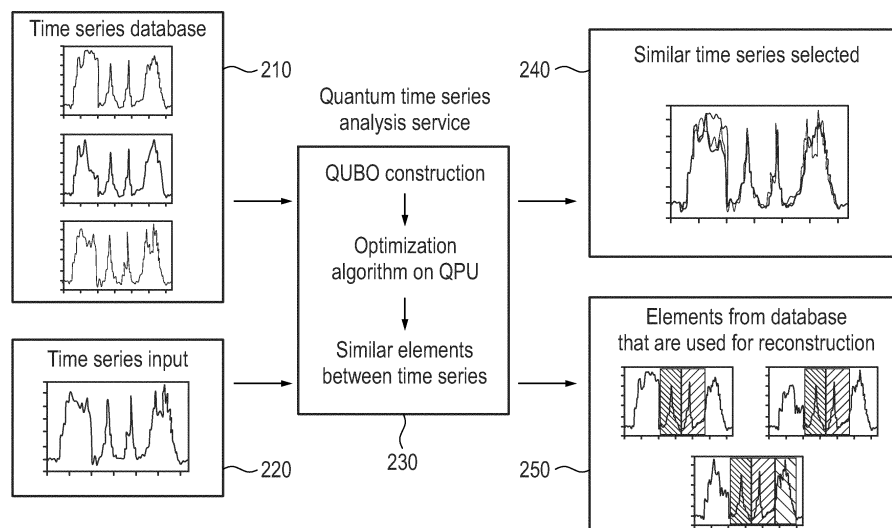 Time series database
210
Time series input
220
Quantum time series
analysis service
QUBO construction
Optimization
algorithm on QPU
Similar elements
between time series
230
240
Similar time series selected
250
Elements from database
that are used for reconstruction